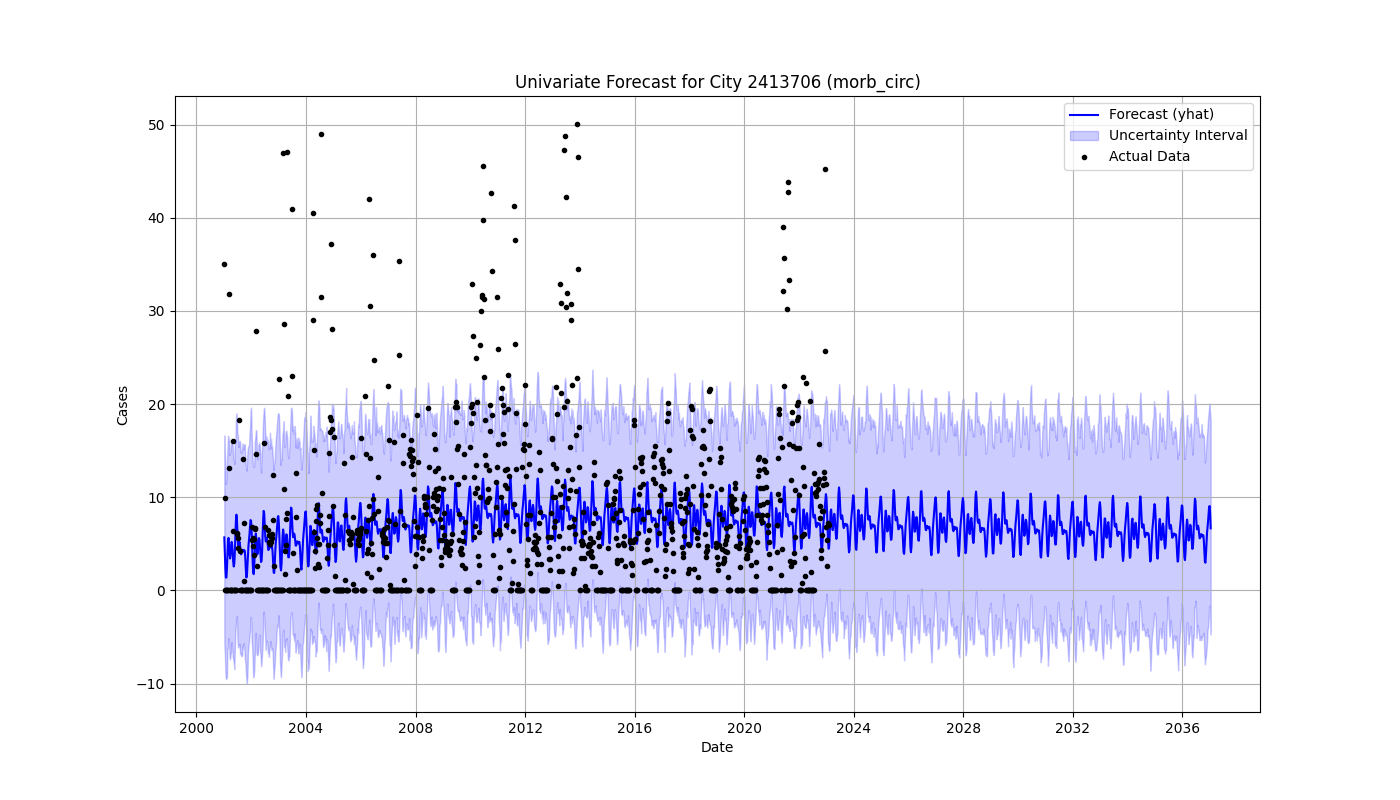 Univariate Forecast for City 2413706 (morb_circ)
Forecast (yhat)
Uncertainty Interval
Actual Data
50
40
30
20
10
0
−10
Cases
2000 2004 2008 2012 2016 2020 2024 2028 2032 2036
Date